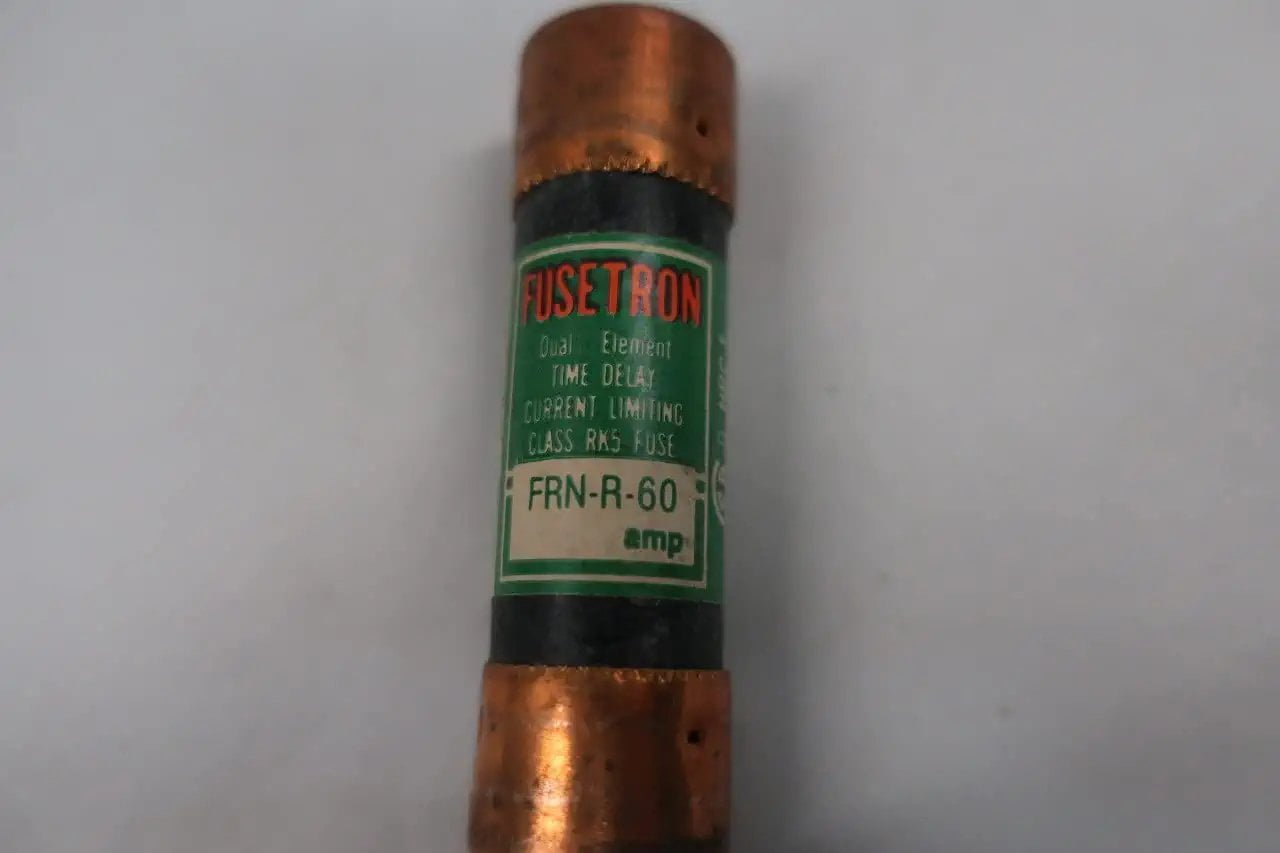 FUSETRON
Dual Element
TIME DELAY
CURRENT LIMITING
CLASS RK5 FUSE
FRN-R-60
amp